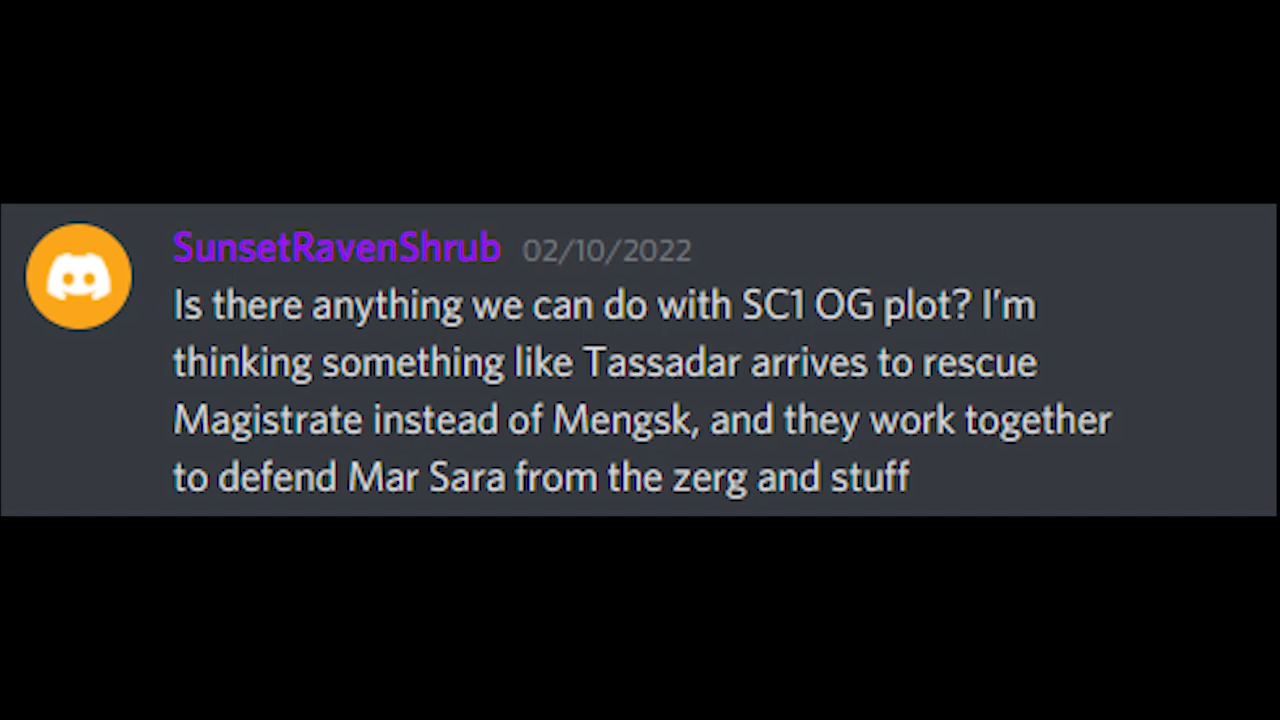 SunsetRavenShrub 02/10/2022
Is there anything we can do with SC1 OG plot? I'm
thinking something like Tassadar arrives to rescue
Magistrate instead of Mengsk, and they work together
to defend Mar Sara from the zerg and stuff